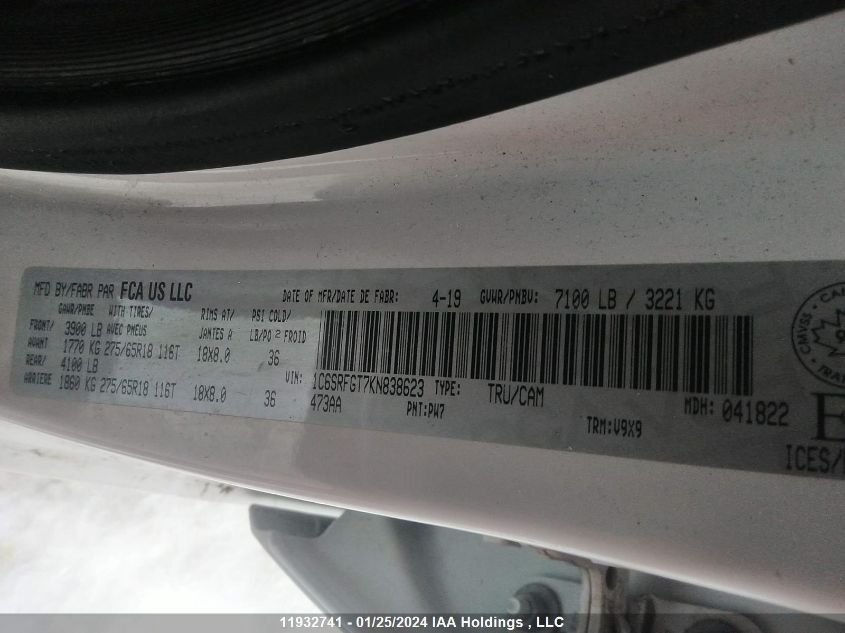 MFD BY/FABR PAR FCA US LLC
DATE OF MFR/DATE DE FABR: 4-19 GVWR/PNBV: 7100 LB / 3221 KG
GAWR/PNBE WITH TIRES/ RIMS AT/ PSI COLD/
FRONT/ 3900 LB AVEC PNEUS JANTES A LB/PO 2 FROID
AVANT 1770 KG 275/65R18 116T 18X8.0 36
REAR/ 4100 LB
ARRIERE 1860 KG 275/65R18 116T 18X8.0 36
VIN: 1C6SRFGT7KN838623 TYPE: TRU/CAM MDH: 041822
473AA PNT:PW7 TRM:V9X9
CMVSS
ICES/
11932741 - 01/25/2024 IAA Holdings , LLC